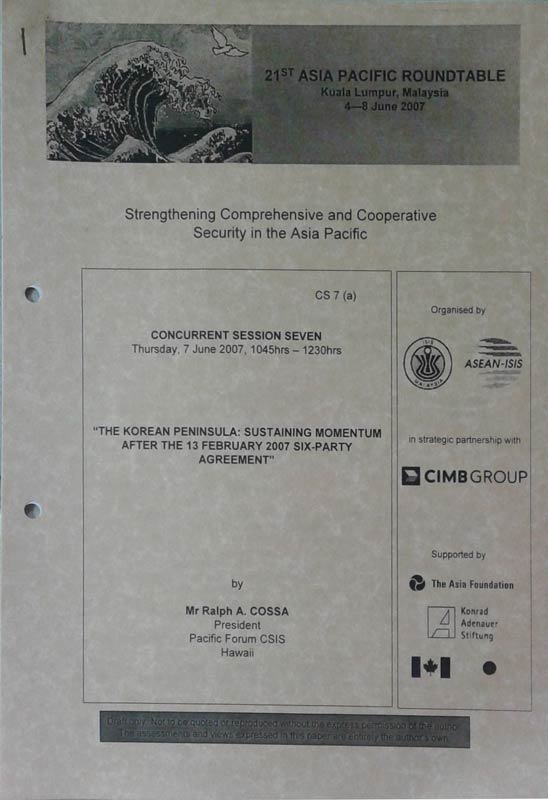 21ST ASIA PACIFIC ROUNDTABLE
Kuala Lumpur, Malaysia
4—8 June 2007
Strengthening Comprehensive and Cooperative
Security in the Asia Pacific
CS 7 (a)
CONCURRENT SESSION SEVEN
Thursday, 7 June 2007, 1045hrs – 1230hrs
"THE KOREAN PENINSULA: SUSTAINING MOMENTUM
AFTER THE 13 FEBRUARY 2007 SIX-PARTY
AGREEMENT"
by
Mr Ralph A. COSSA
President
Pacific Forum CSIS
Hawaii
Organised by
ISIS
MALAYSIA
ASEAN-ISIS
in strategic partnership with
CIMB GROUP
Supported by
The Asia Foundation
Konrad
Adenauer
Stiftung
Draft only. Not to be quoted or reproduced without the express permission of the author.
The assessments and views expressed in this paper are entirely the author's own.